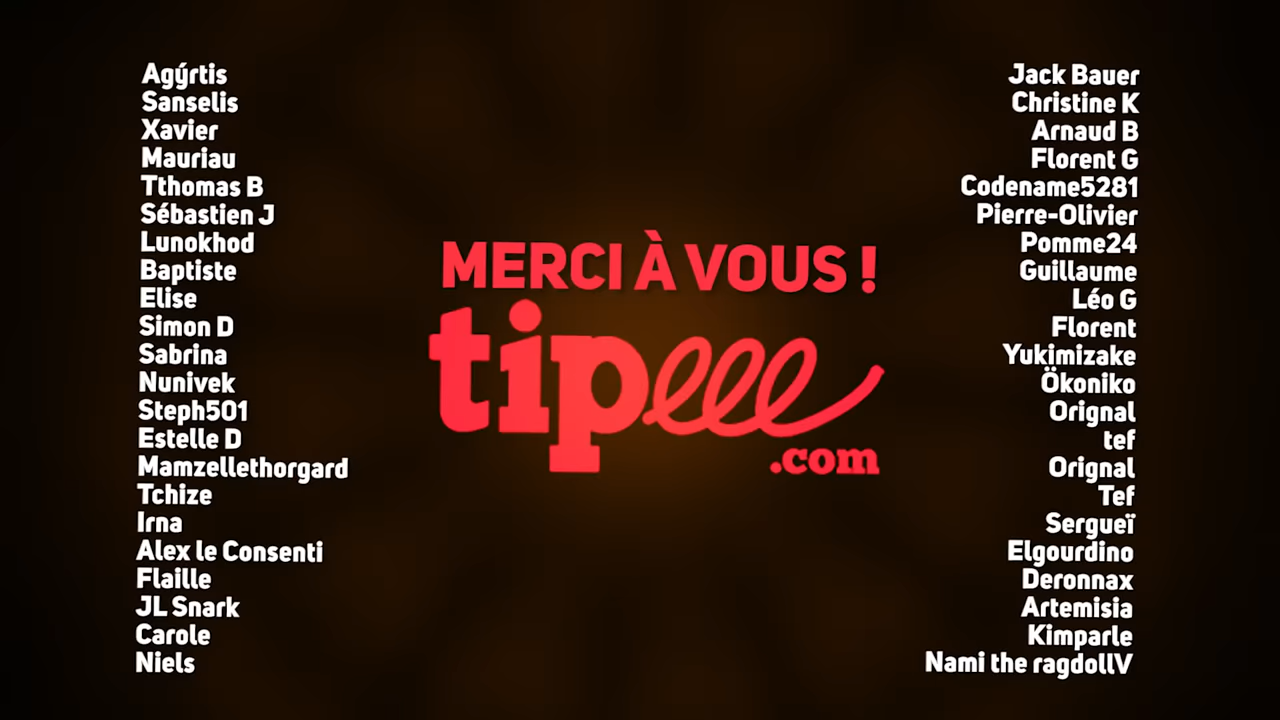 Agýrtis
Sanselis
Xavier
Mauriau
Tthomas B
Sébastien J
Lunokhod
Baptiste
Elise
Simon D
Sabrina
Nunivek
Steph501
Estelle D
Mamzellethorgard
Tchize
Irna
Alex le Consenti
Flaille
JL Snark
Carole
Niels
MERCI À VOUS !
tipeee
.com
Jack Bauer
Christine K
Arnaud B
Florent G
Codename5281
Pierre-Olivier
Pomme24
Guillaume
Léo G
Florent
Yukimizake
Ökoniko
Orignal
tef
Orignal
Tef
Sergueï
Elgourdino
Deronnax
Artemisia
Kimparle
Nami the ragdollV